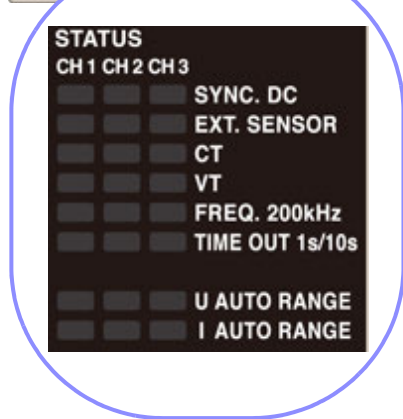 STATUS
CH 1 CH 2 CH 3
SYNC. DC
EXT. SENSOR
CT
VT
FREQ. 200kHz
TIME OUT 1s/10s
U AUTO RANGE
I AUTO RANGE